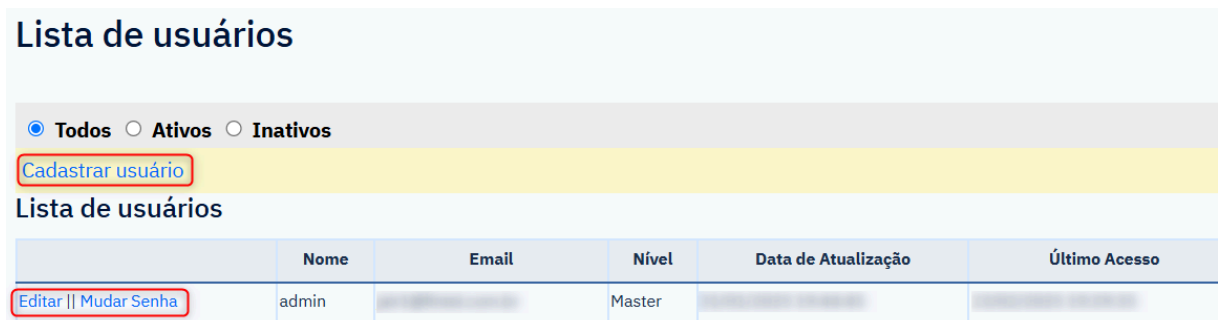 Lista de usuários
Todos Ativos Inativos
Cadastrar usuário
Lista de usuários
Nome Email Nível Data de Atualização Último Acesso
Editar || Mudar Senha admin Master